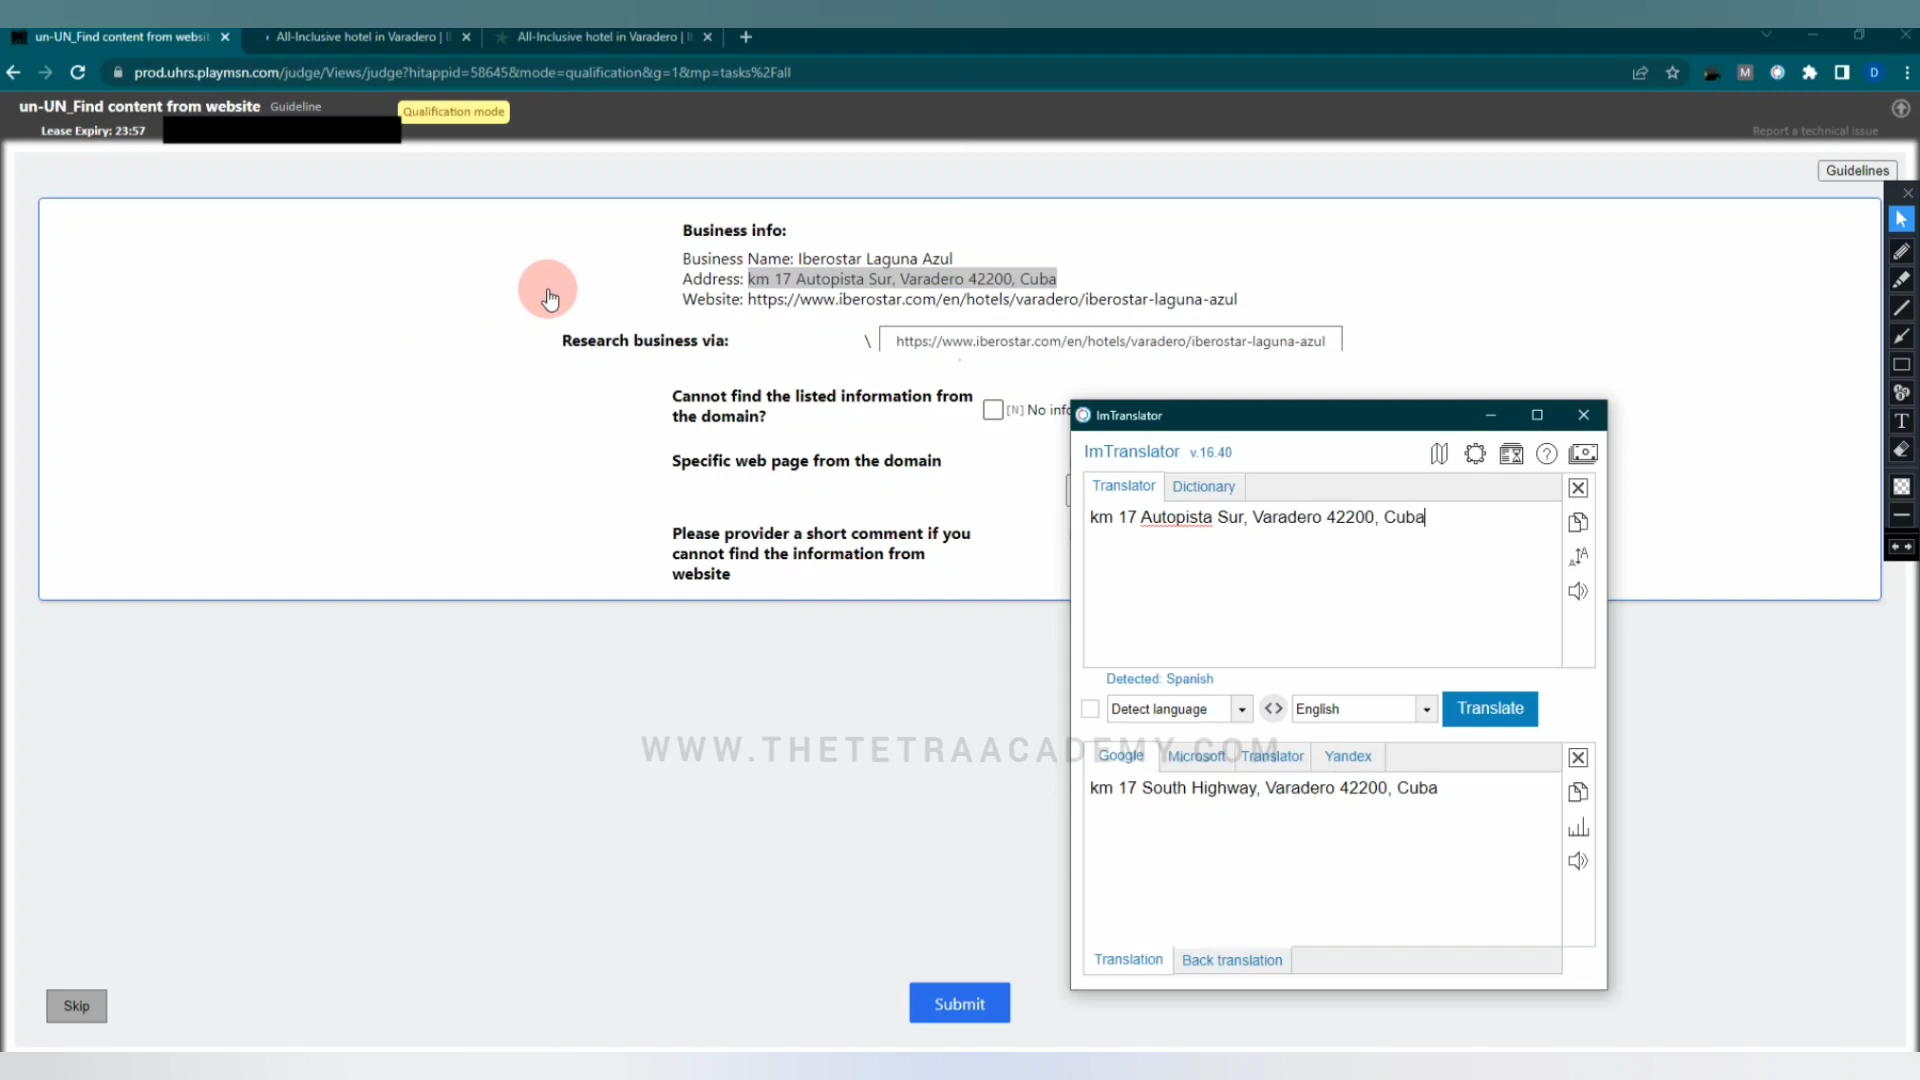 un-UN_Find content from websit
All-Inclusive hotel in Varadero | I
All-Inclusive hotel in Varadero | I
prod.uhrs.playmsn.com/judge/Views/judge?hitappid=58645&mode=qualification&g=1&mp=tasks%2Fall
M
D
un-UN_Find content from website Guideline
Qualification mode
Lease Expiry: 23:57
Report a technical issue
Guidelines
Business info:
Business Name: Iberostar Laguna Azul
Address: km 17 Autopista Sur, Varadero 42200, Cuba
Website: https://www.iberostar.com/en/hotels/varadero/iberostar-laguna-azul
Research business via: \ https://www.iberostar.com/en/hotels/varadero/iberostar-laguna-azul
Cannot find the listed information from
the domain?
[N] No info
Specific web page from the domain
Please provider a short comment if you
cannot find the information from
website
ImTranslator
ImTranslator v.16.40
Translator Dictionary
km 17 Autopista Sur, Varadero 42200, Cuba
Detected: Spanish
Detect language
<>
English
Translate
WWW.THETETRAACADEMY.COM
Google Microsoft Translator Yandex
km 17 South Highway, Varadero 42200, Cuba
Translation Back translation
Skip
Submit